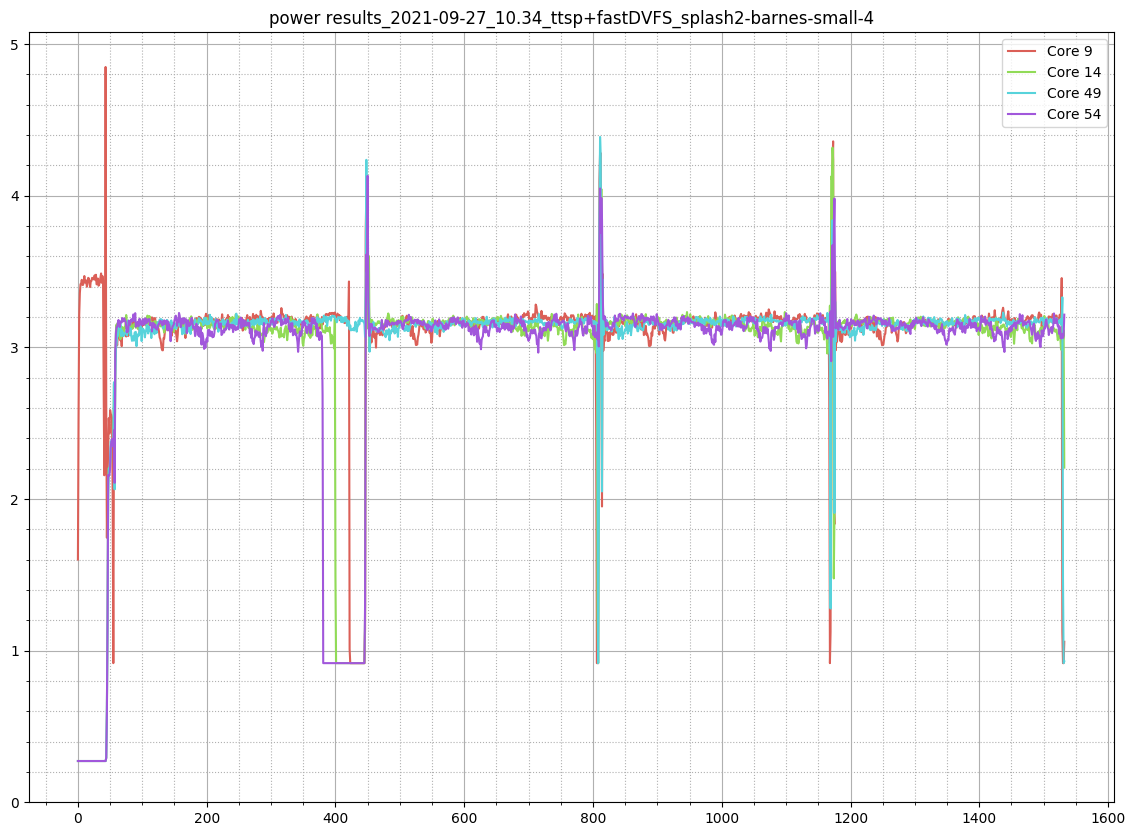 power results_2021-09-27_10.34_ttsp+fastDVFS_splash2-barnes-small-4
Core 9
Core 14
Core 49
Core 54
5
4
3
2
1
0
0 200 400 600 800 1000 1200 1400 1600